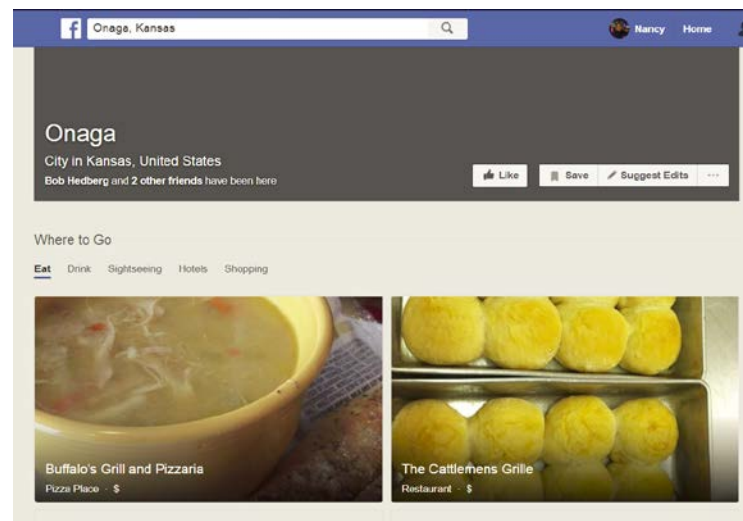 f
Onaga, Kansas
Nancy Home
Onaga
City in Kansas, United States
Bob Hedberg and 2 other friends have been here
Like Save Suggest Edits ...
Where to Go
Eat Drink Sightseeing Hotels Shopping
Buffalo's Grill and Pizzaria
Pizza Place · $
The Cattlemens Grille
Restaurant · $